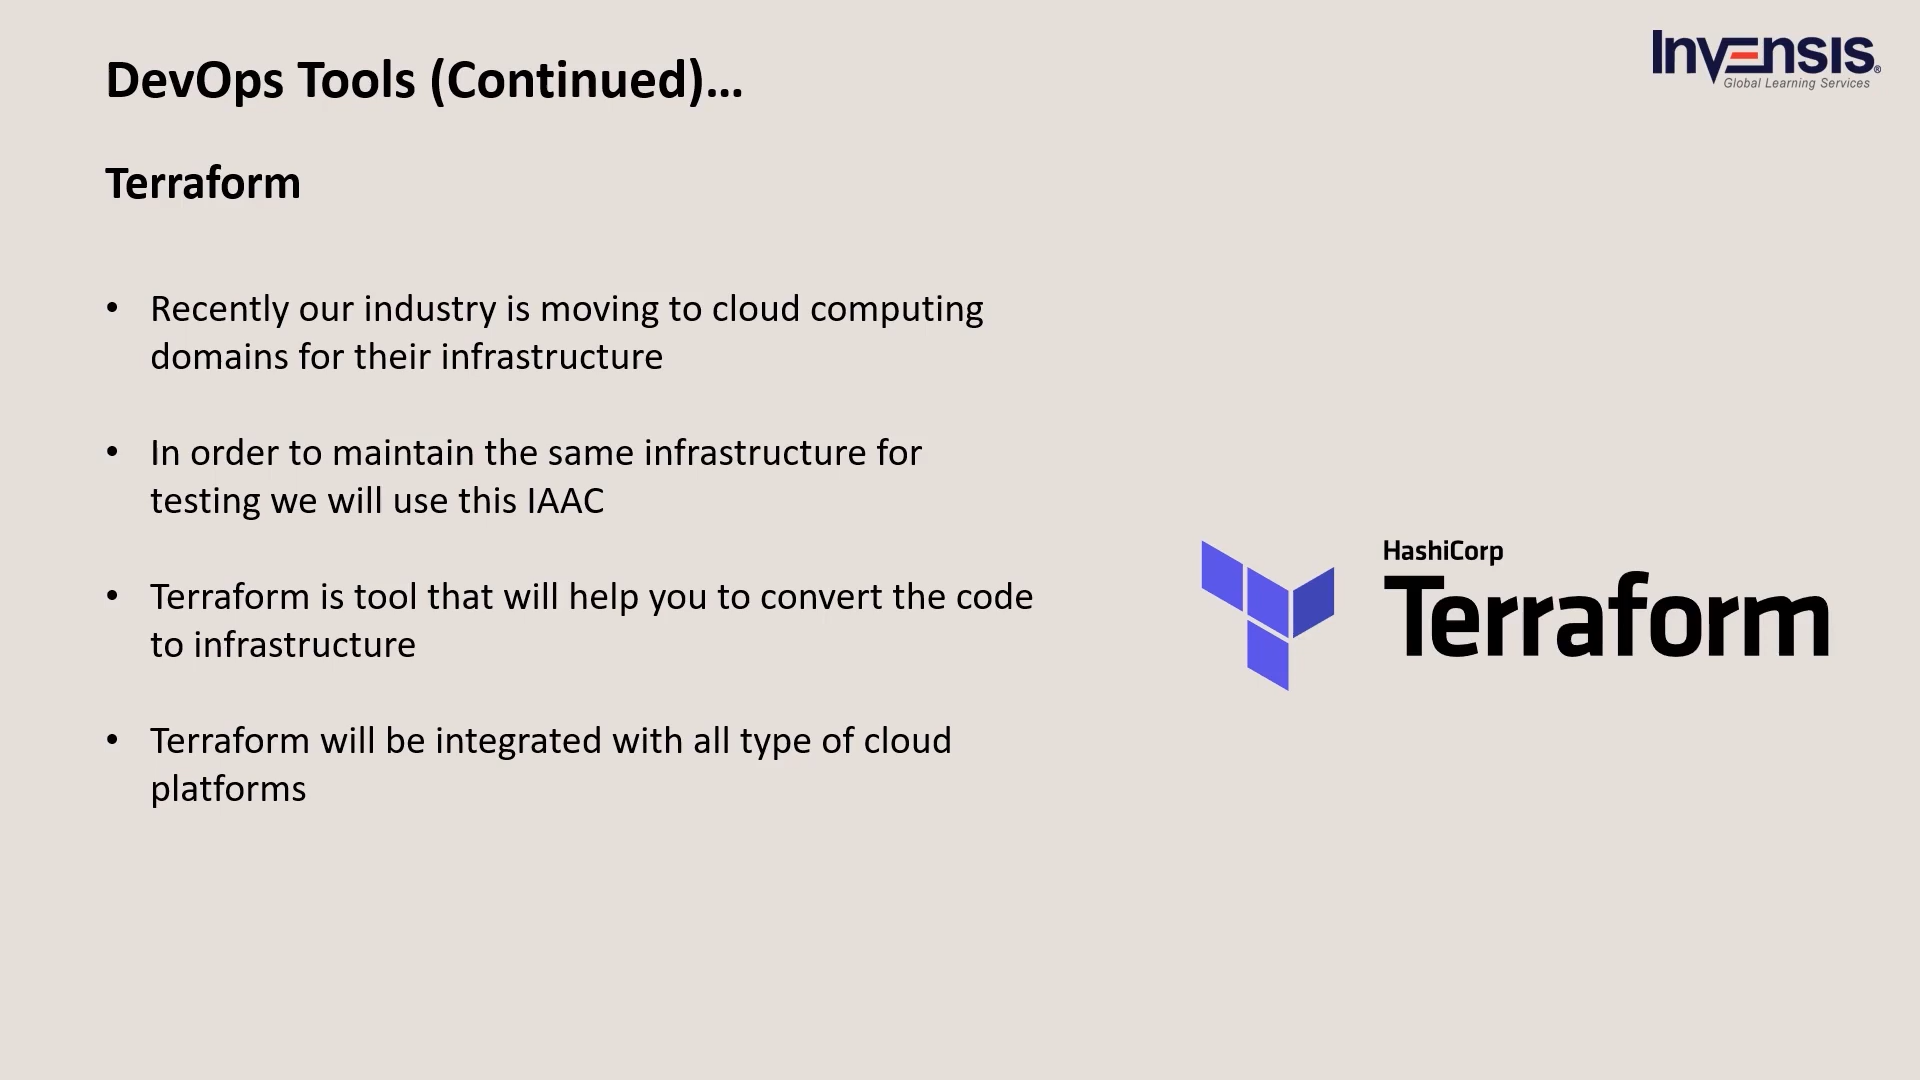 DevOps Tools (Continued)...
Invensis®
Global Learning Services
Terraform
• Recently our industry is moving to cloud computing
domains for their infrastructure
• In order to maintain the same infrastructure for
testing we will use this IAAC
• Terraform is tool that will help you to convert the code
to infrastructure
• Terraform will be integrated with all type of cloud
platforms
HashiCorp
Terraform